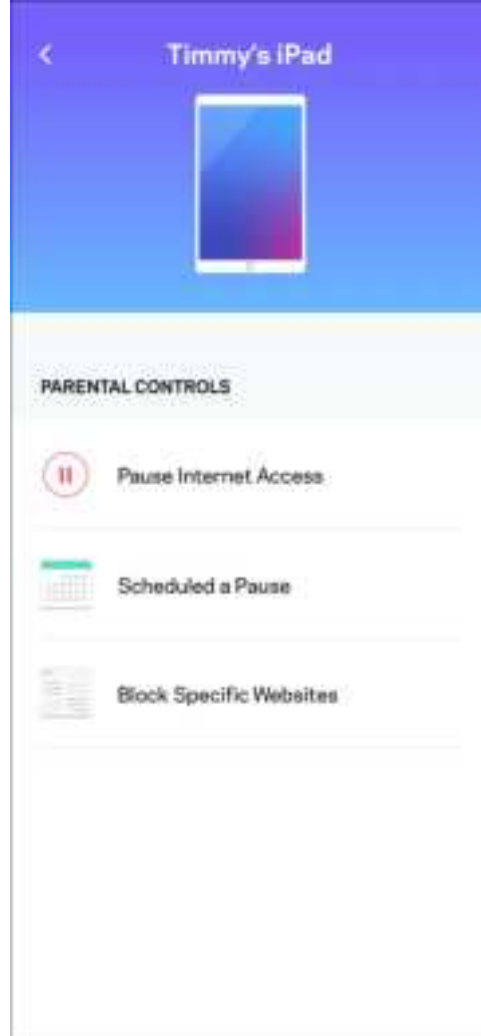 Timmy's iPad
PARENTAL CONTROLS
Pause Internet Access
Scheduled a Pause
Block Specific Websites